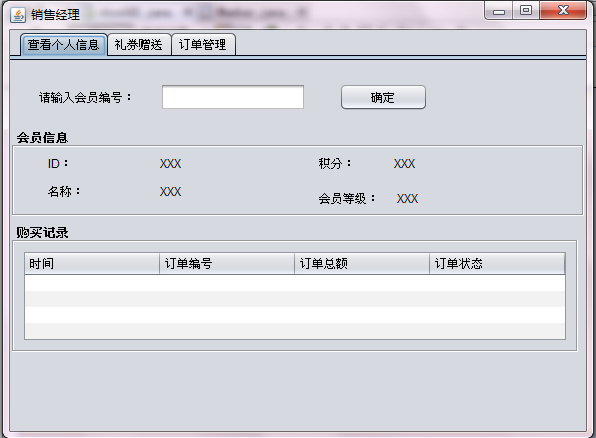 销售经理
查看个人信息 礼券赠送 订单管理
请输入会员编号： 确定
会员信息
ID： XXX 积分： XXX
名称： XXX 会员等级： XXX
购买记录
时间 订单编号 订单总额 订单状态